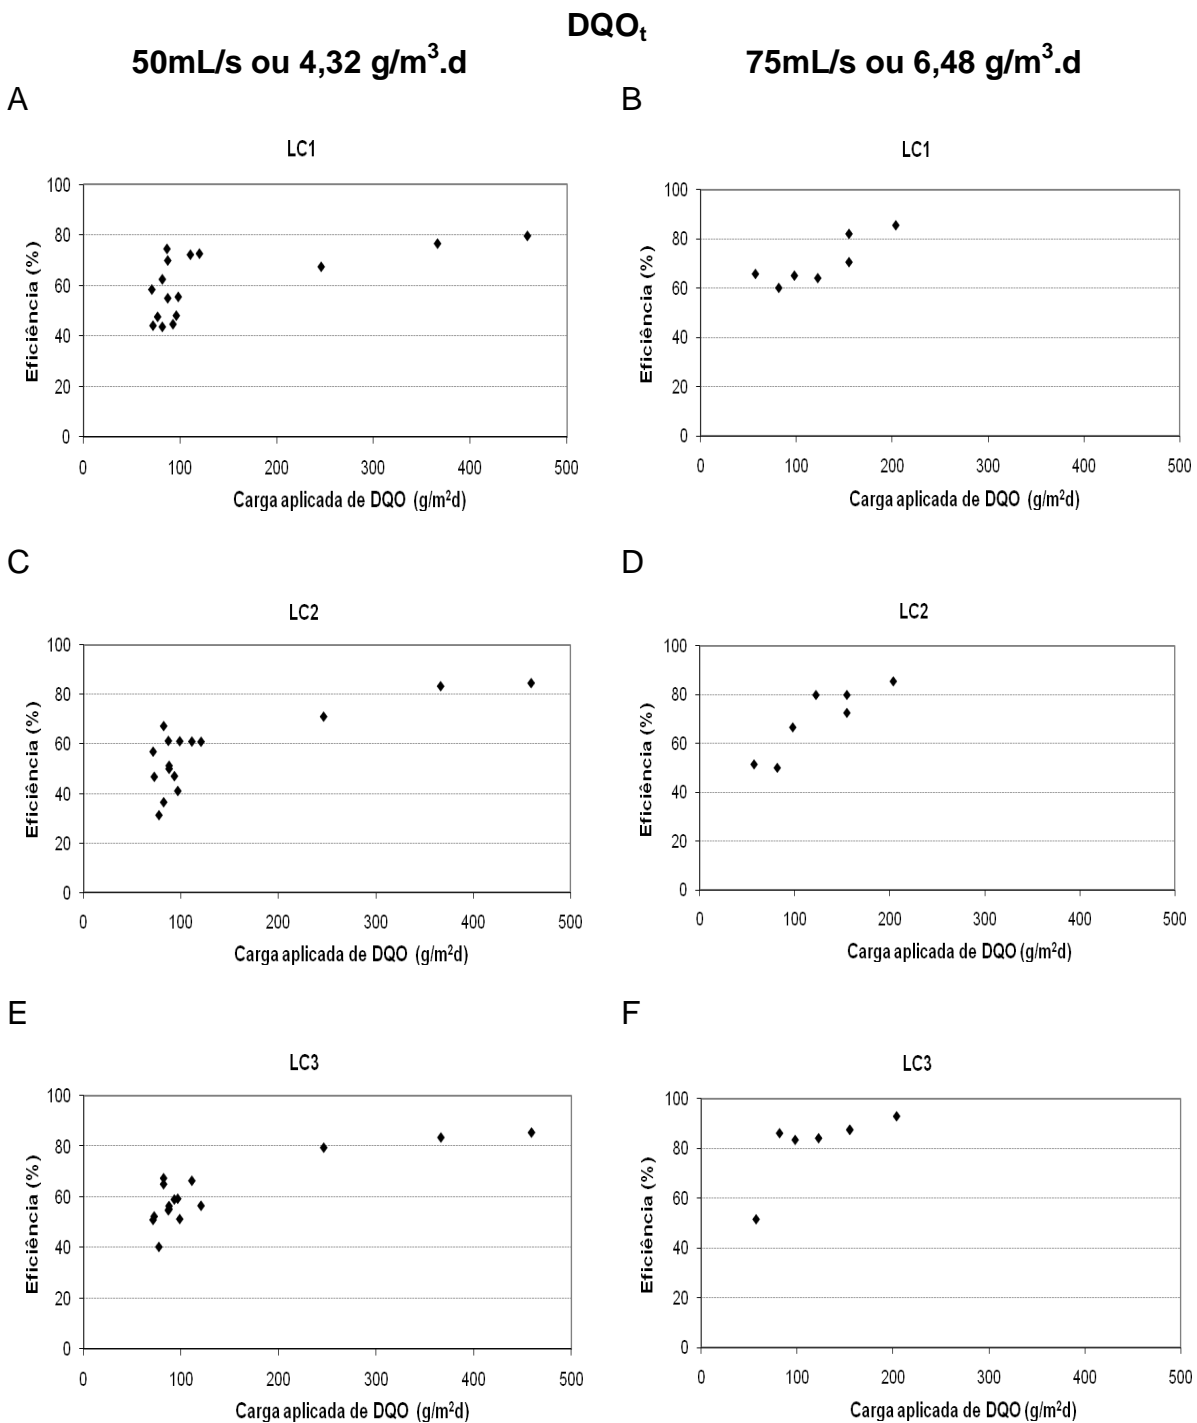 DQOt
50mL/s ou 4,32 g/m³.d
75mL/s ou 6,48 g/m³.d
A
B
LC1
LC1
100
80
60
40
20
0
Eficiência (%)
0 100 200 300 400 500
Carga aplicada de DQO (g/m²d)
100
80
60
40
20
0
Eficiência (%)
0 100 200 300 400 500
Carga aplicada de DQO (g/m²d)
C
D
LC2
LC2
100
80
60
40
20
0
Eficiência (%)
0 100 200 300 400 500
Carga aplicada de DQO (g/m²d)
100
80
60
40
20
0
Eficiência (%)
0 100 200 300 400 500
Carga aplicada de DQO (g/m²d)
E
F
LC3
LC3
100
80
60
40
20
0
Eficiência (%)
0 100 200 300 400 500
Carga aplicada de DQO (g/m²d)
100
80
60
40
20
0
Eficiência (%)
0 100 200 300 400 500
Carga aplicada de DQO (g/m²d)